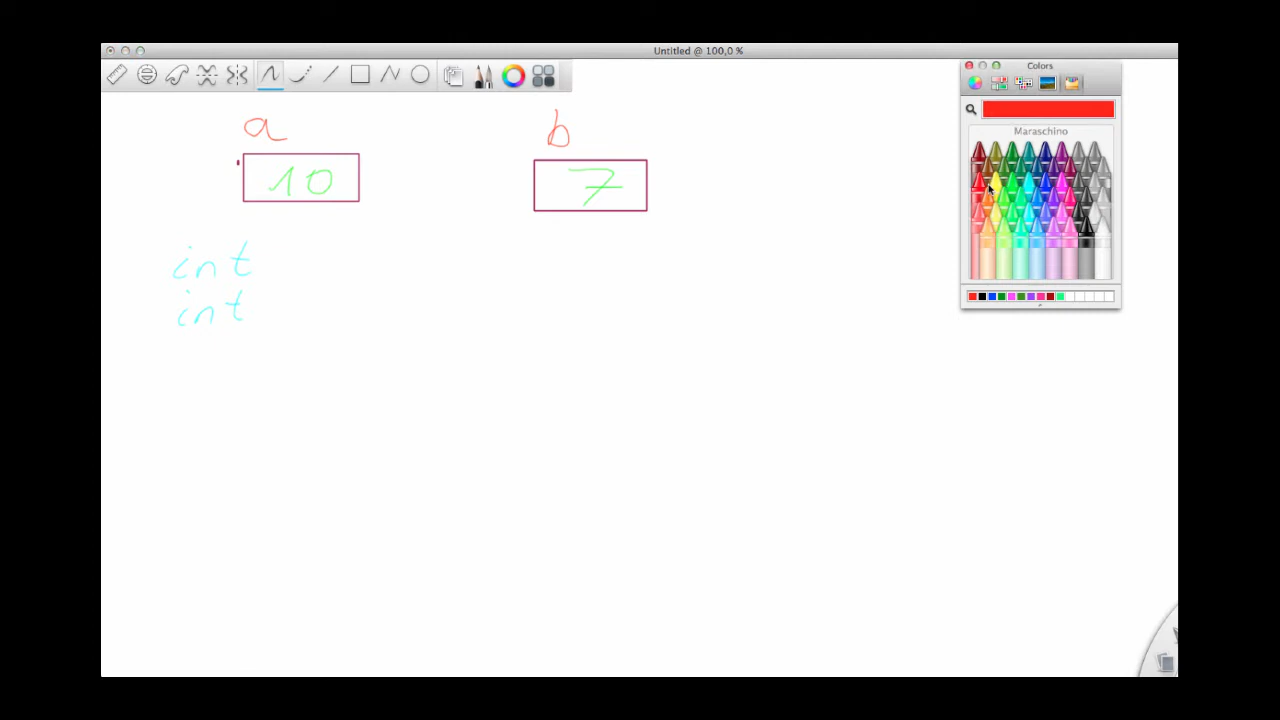 Untitled @ 100,0 %
Colors
Maraschino
a b
10 7
int
int